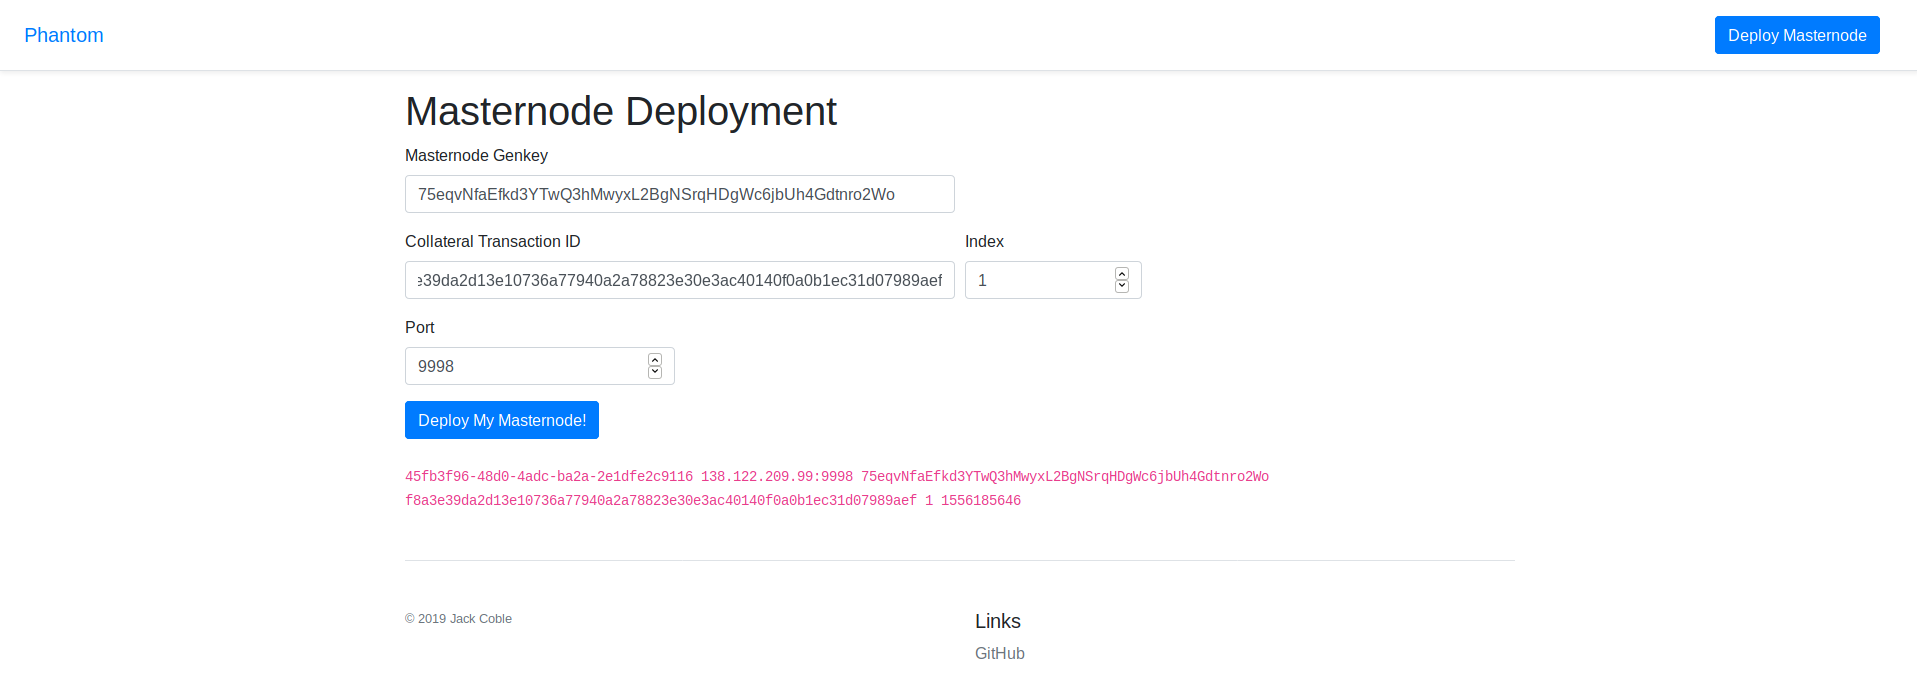 Phantom
Deploy Masternode
Masternode Deployment
Masternode Genkey
75eqvNfaEfkd3YTwQ3hMwyxL2BgNSrqHDgWc6jbUh4Gdtnro2Wo
Collateral Transaction ID
Index
e39da2d13e10736a77940a2a78823e30e3ac40140f0a0b1ec31d07989aef
1
Port
9998
Deploy My Masternode!
45fb3f96-48d0-4adc-ba2a-2e1dfe2c9116 138.122.209.99:9998 75eqvNfaEfkd3YTwQ3hMwyxL2BgNSrqHDgWc6jbUh4Gdtnro2Wo
f8a3e39da2d13e10736a77940a2a78823e30e3ac40140f0a0b1ec31d07989aef 1 1556185646
© 2019 Jack Coble
Links
GitHub